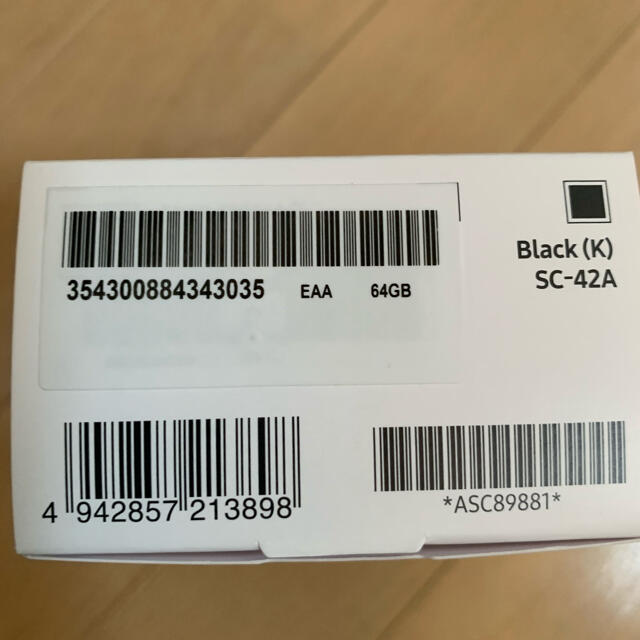 354300884343035 EAA 64GB
Black (K)
SC-42A
4 942857 213898
*ASC89881*